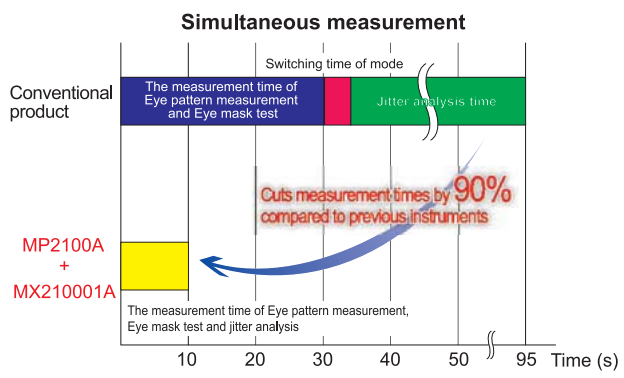 Simultaneous measurement
Switching time of mode
Conventional
product
The measurement time of
Eye pattern measurement
and Eye mask test
Jitter analysis time
Cuts measurement times by 90%
compared to previous instruments
MP2100A
+
MX210001A
The measurement time of Eye pattern measurement,
Eye mask test and jitter analysis
10 20 30 40 50 95 Time (s)